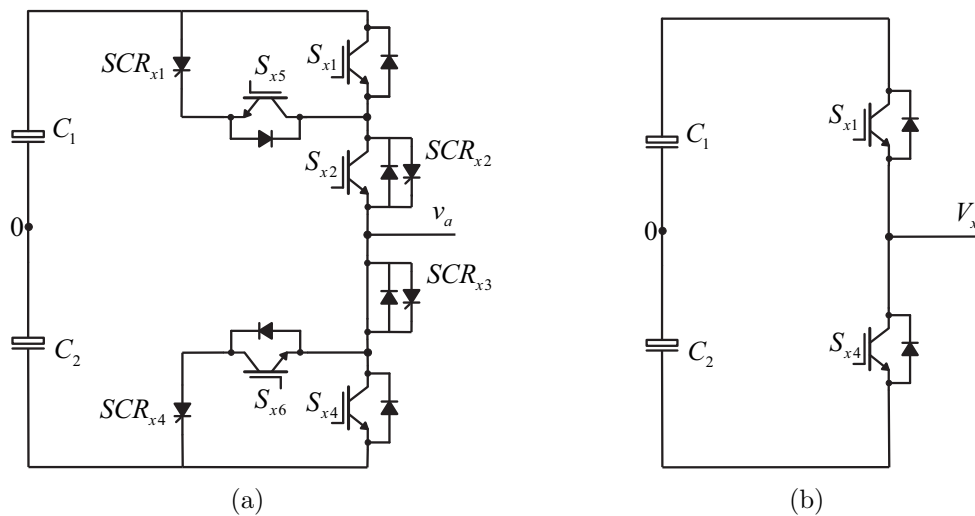 SCR_{x1}
S_{x5}
S_{x1}
C_1
S_{x2}
SCR_{x2}
0
v_a
SCR_{x3}
C_2
SCR_{x4}
S_{x6}
S_{x4}
(a)
C_1
S_{x1}
0
V_x
C_2
S_{x4}
(b)